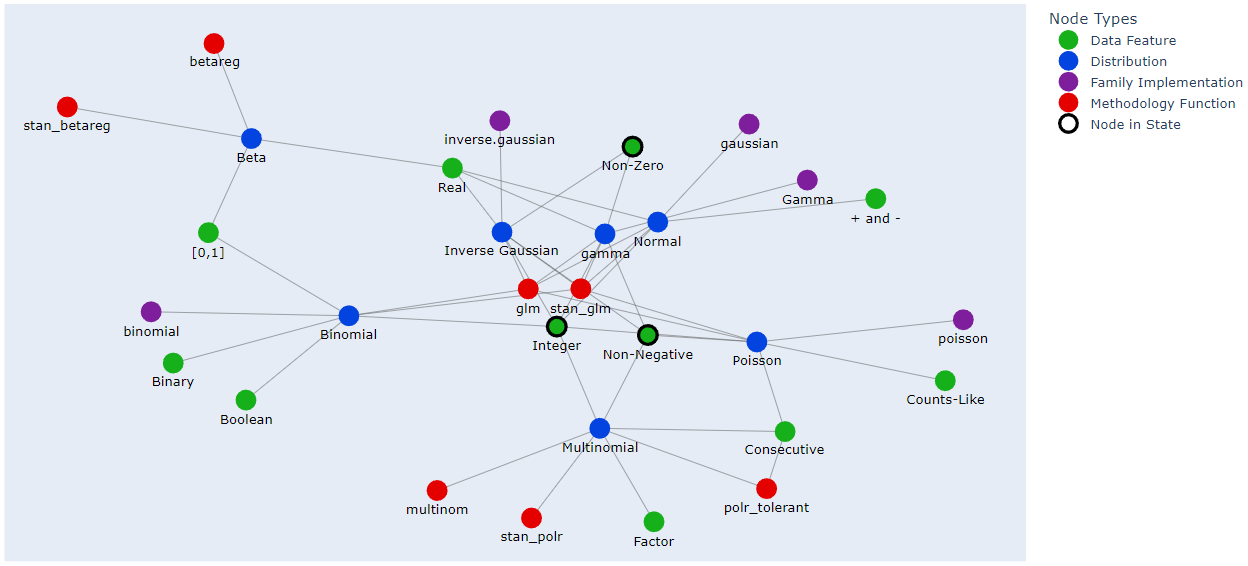 Node Types
Data Feature
Distribution
Family Implementation
Methodology Function
Node in State
betareg
stan_betareg
inverse.gaussian
gaussian
Beta
Non-Zero
Real
Gamma
+ and -
[0,1]
Inverse Gaussian
gamma
Normal
glm
stan_glm
binomial
Binomial
Integer
Non-Negative
Poisson
poisson
Binary
Boolean
Counts-Like
Multinomial
Consecutive
multinom
stan_polr
Factor
polr_tolerant